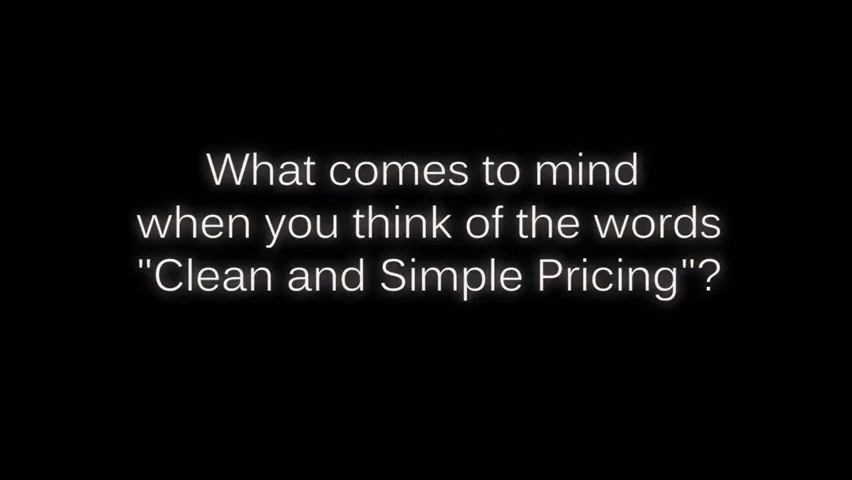 What comes to mind
when you think of the words
"Clean and Simple Pricing"?